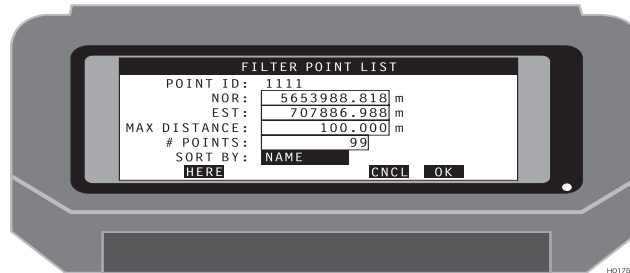 FILTER POINT LIST
POINT ID: 1111
NOR: 5653988.818 m
EST: 707886.988 m
MAX DISTANCE: 100.000 m
# POINTS: 99
SORT BY: NAME
HERE CNCL OK
H0175